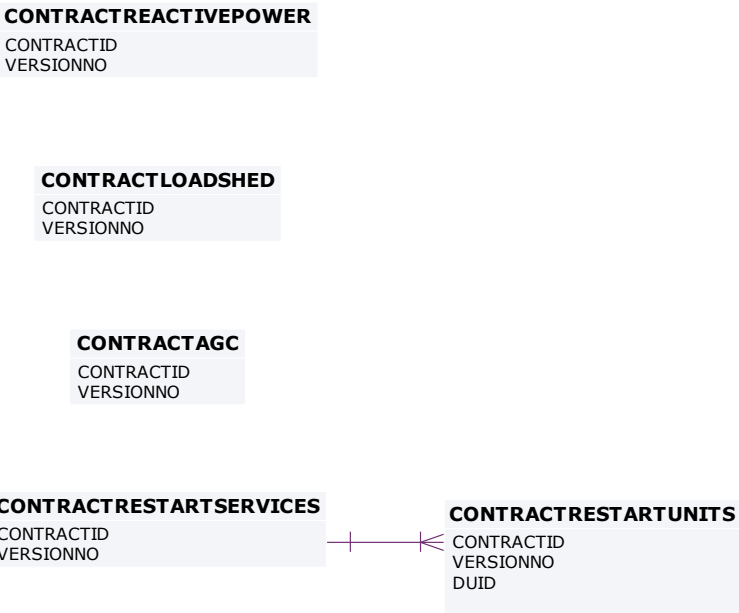 CONTRACTREACTIVEPOWER
CONTRACTID
VERSIONNO
CONTRACTLOADSHED
CONTRACTID
VERSIONNO
CONTRACTAGC
CONTRACTID
VERSIONNO
CONTRACTRESTARTSERVICES
CONTRACTID
VERSIONNO
CONTRACTRESTARTUNITS
CONTRACTID
VERSIONNO
DUID